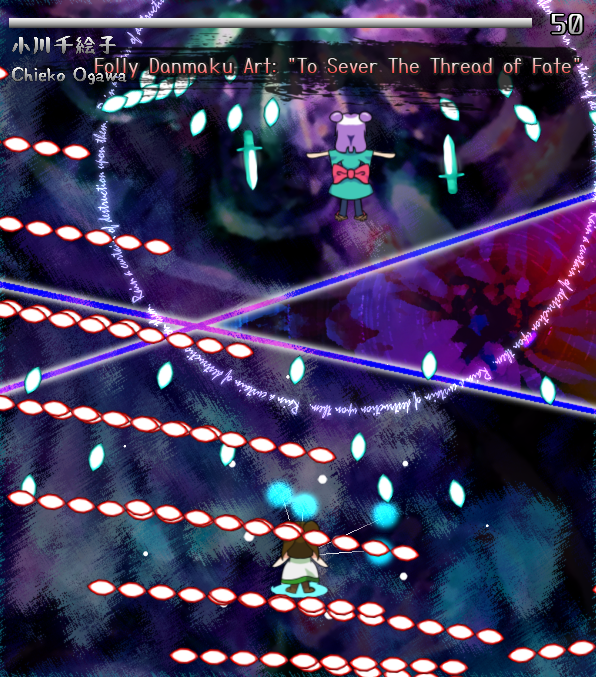 50
小川千絵子
Folly Danmaku Art: "To Sever The Thread of Fate"
Chieko Ogawa
Rain a curtain of destruction upon them.